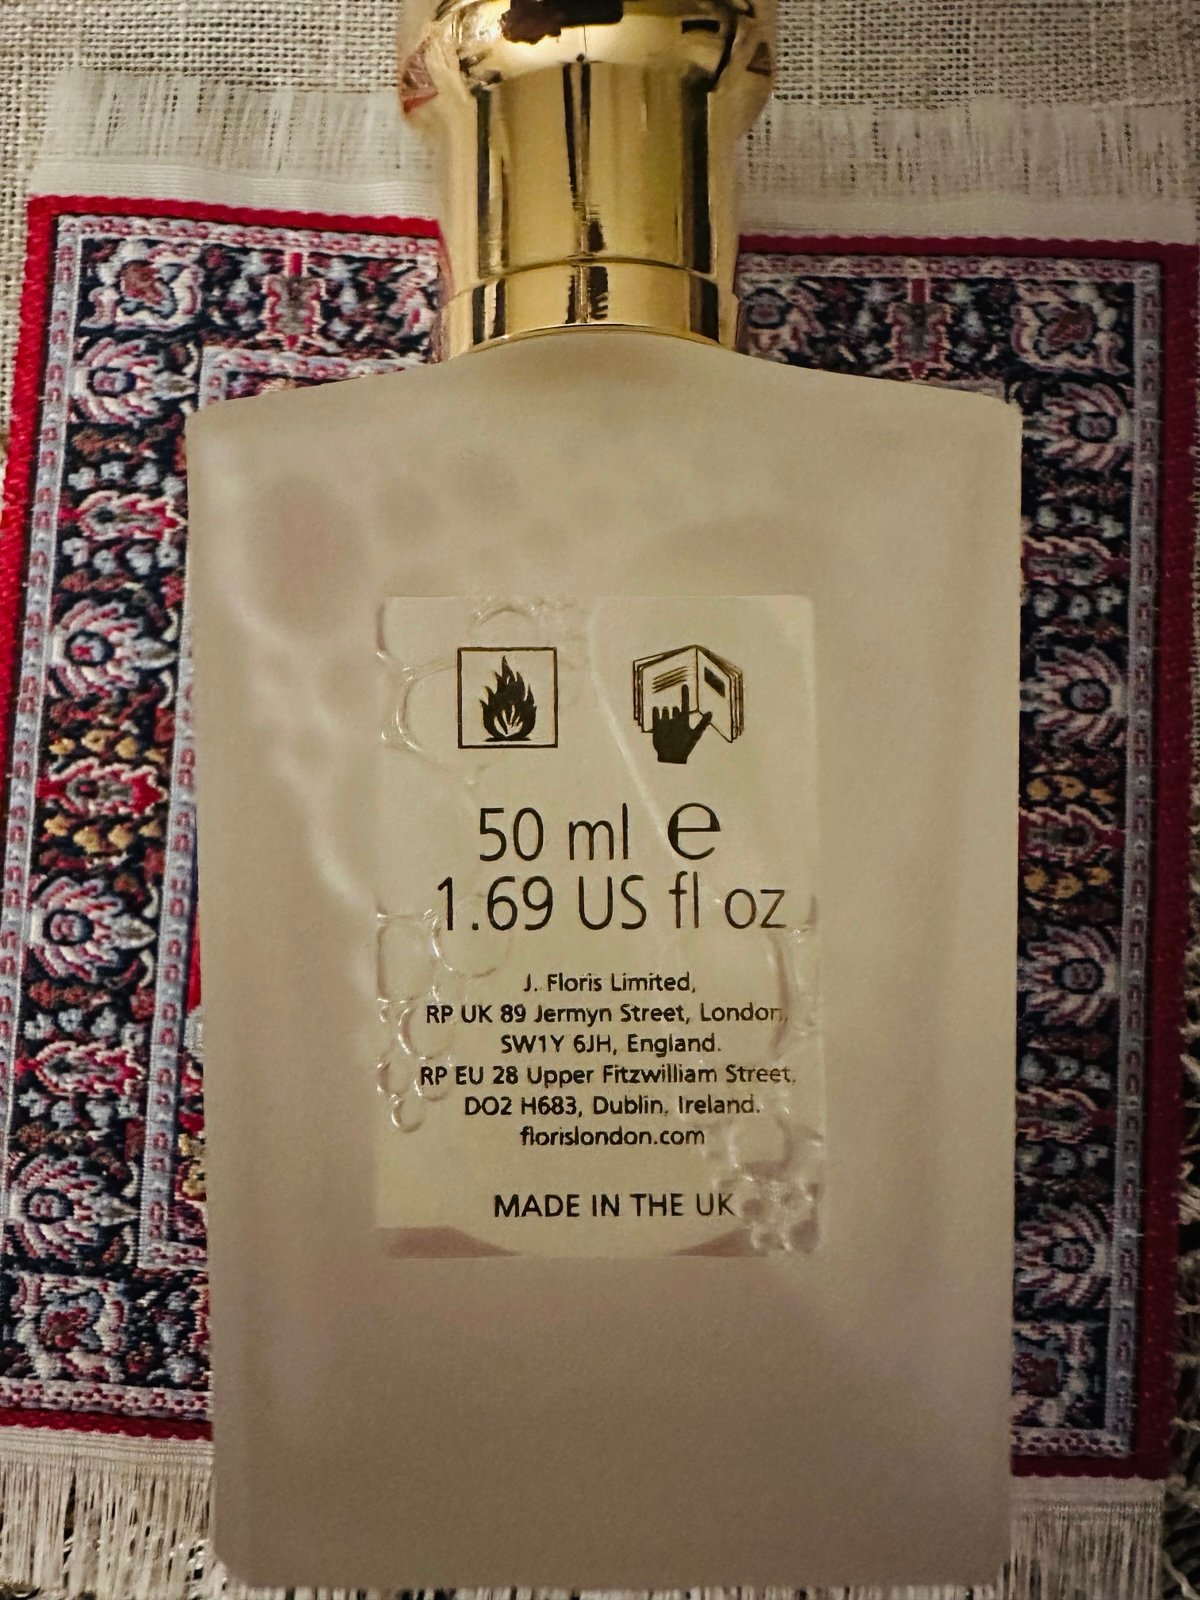 50 ml ℮
1.69 US fl oz
J. Floris Limited,
RP UK 89 Jermyn Street, London,
SW1Y 6JH, England.
RP EU 28 Upper Fitzwilliam Street,
DO2 H683, Dublin, Ireland.
florislondon.com
MADE IN THE UK